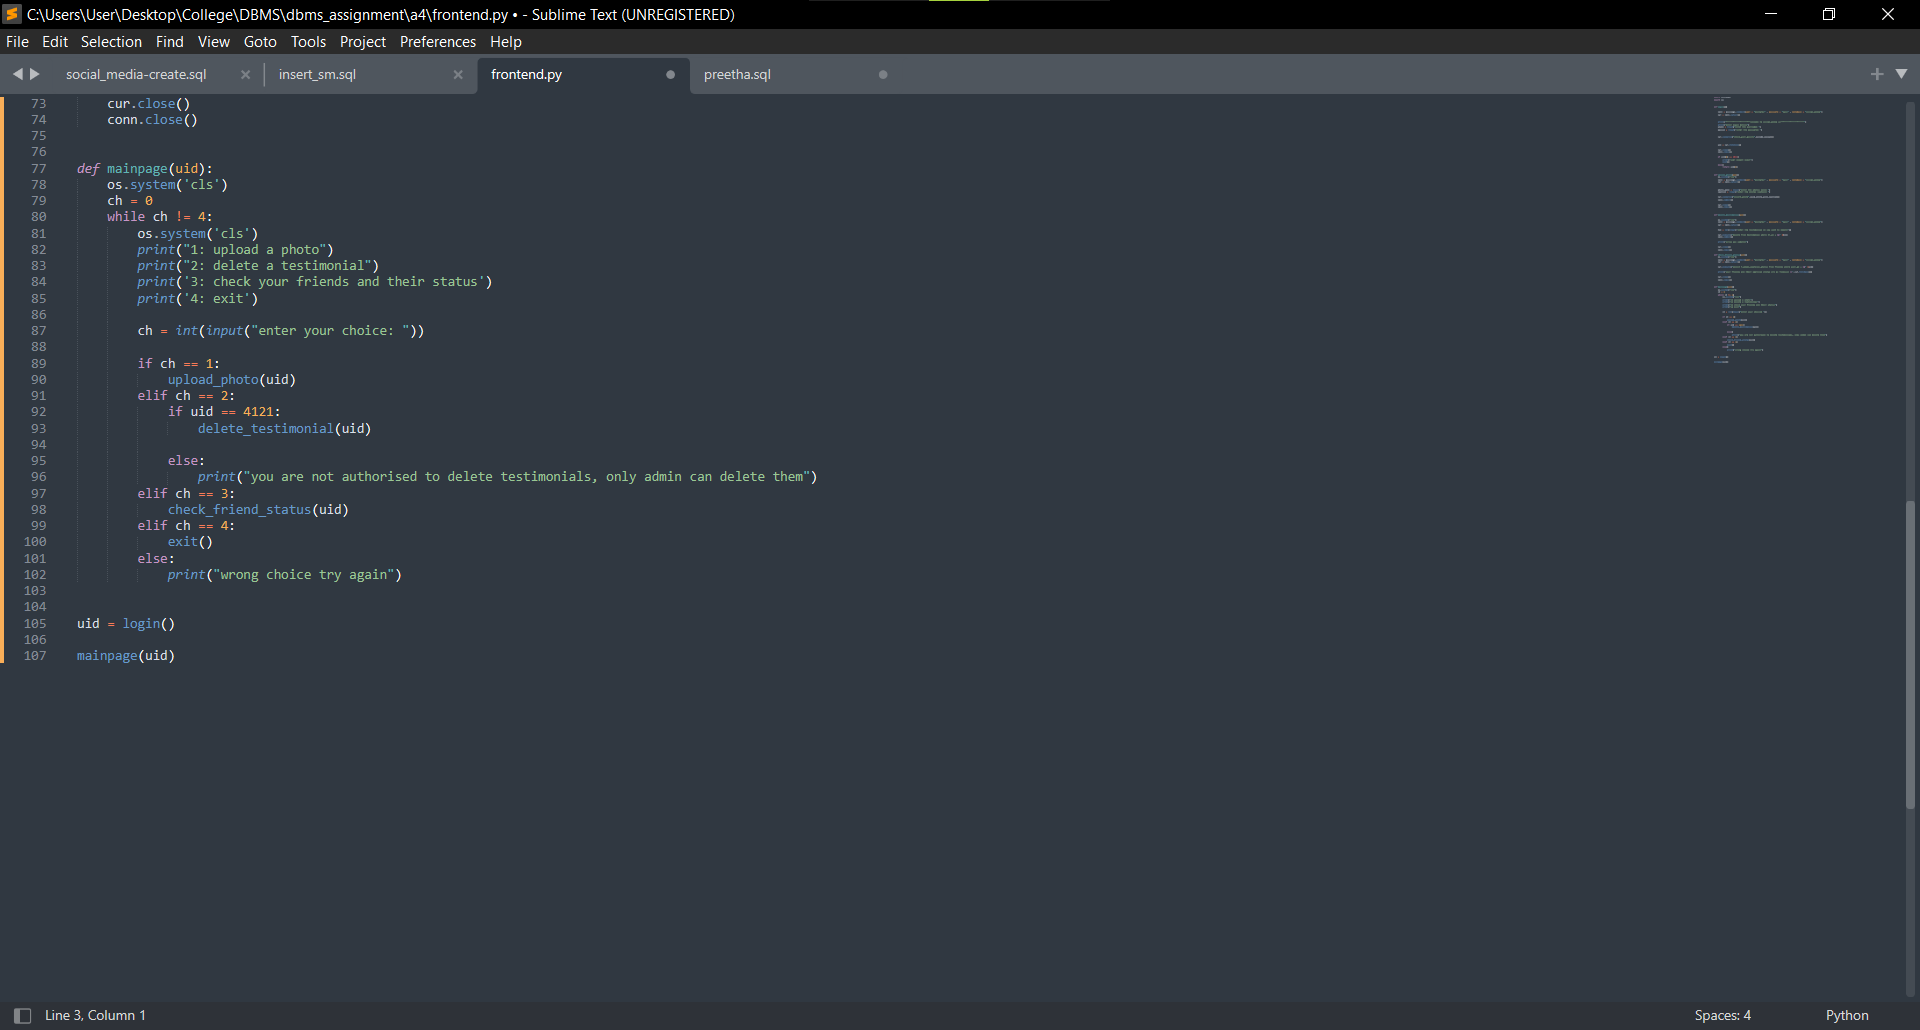 C:\Users\User\Desktop\College\DBMS\dbms_assignment\a4\frontend.py • - Sublime Text (UNREGISTERED)
File Edit Selection Find View Goto Tools Project Preferences Help
social_media-create.sql insert_sm.sql frontend.py preetha.sql
73 cur.close()
74 conn.close()
75
76
77 def mainpage(uid):
78 os.system('cls')
79 ch = 0
80 while ch != 4:
81 os.system('cls')
82 print("1: upload a photo")
83 print("2: delete a testimonial")
84 print('3: check your friends and their status')
85 print('4: exit')
86
87 ch = int(input("enter your choice: "))
88
89 if ch == 1:
90 upload_photo(uid)
91 elif ch == 2:
92 if uid == 4121:
93 delete_testimonial(uid)
94
95 else:
96 print("you are not authorised to delete testimonials, only admin can delete them")
97 elif ch == 3:
98 check_friend_status(uid)
99 elif ch == 4:
100 exit()
101 else:
102 print("wrong choice try again")
103
104
105 uid = login()
106
107 mainpage(uid)
Line 3, Column 1 Spaces: 4 Python